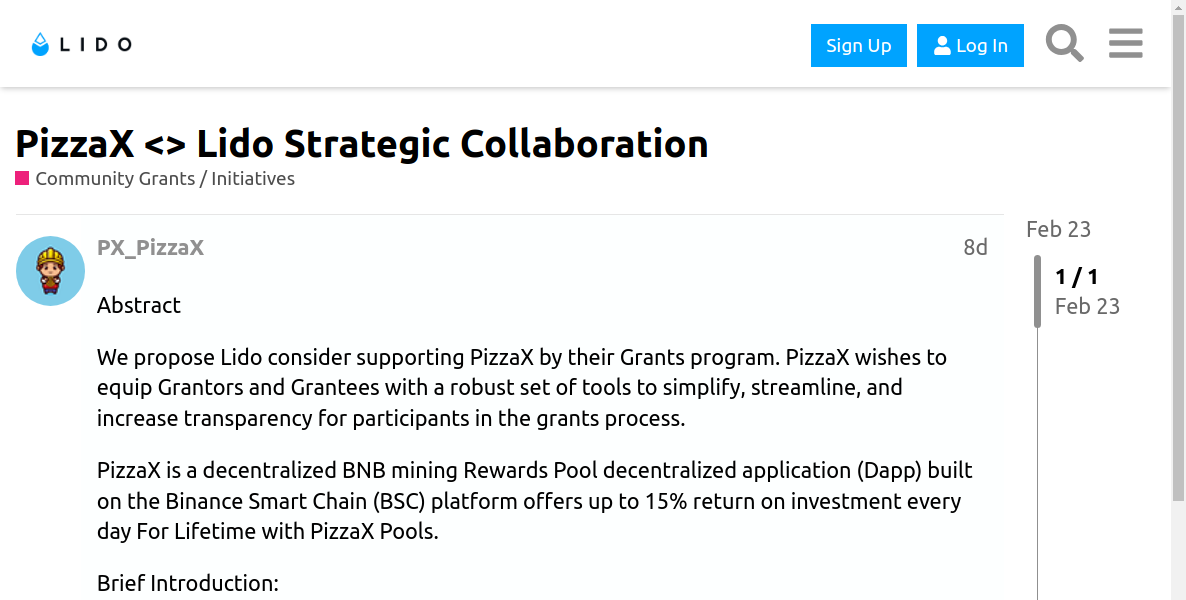 LIDO
Sign Up
Log In
PizzaX <> Lido Strategic Collaboration
Community Grants / Initiatives
Feb 23
PX_PizzaX
8d
1 / 1
Feb 23
Abstract
We propose Lido consider supporting PizzaX by their Grants program. PizzaX wishes to
equip Grantors and Grantees with a robust set of tools to simplify, streamline, and
increase transparency for participants in the grants process.
PizzaX is a decentralized BNB mining Rewards Pool decentralized application (Dapp) built
on the Binance Smart Chain (BSC) platform offers up to 15% return on investment every
day For Lifetime with PizzaX Pools.
Brief Introduction: